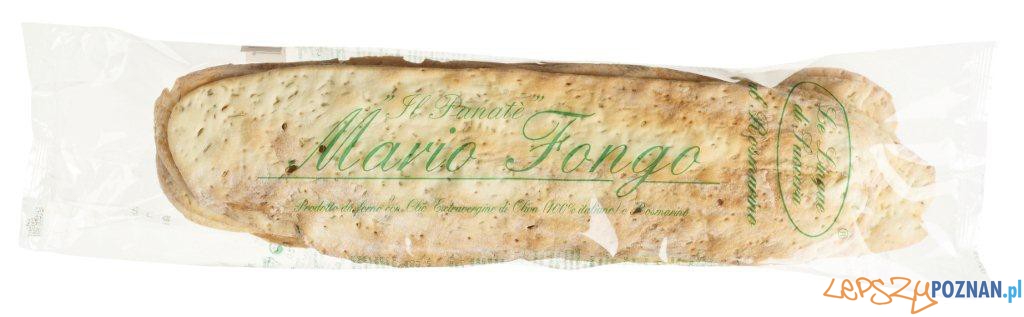 "Il Panatè"
Mario Fongo
Prodotto da forno con Olio Extravergine di Oliva (100% italiano) e Rosmarino
Le Lingue
di Suocera
al Rosmarino
®
LEPSZYPOZNAN.pl